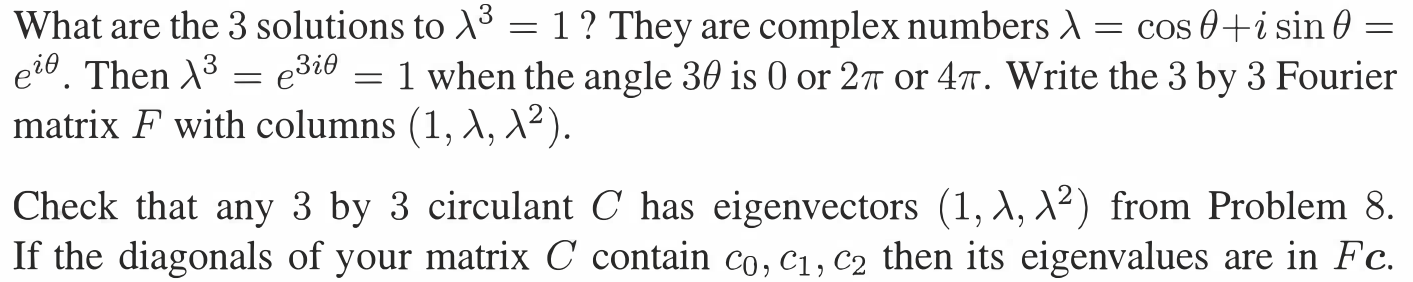 What are the 3 solutions to λ³ = 1 ? They are complex numbers λ = cos θ+i sin θ =
e^{iθ}. Then λ³ = e^{3iθ} = 1 when the angle 3θ is 0 or 2π or 4π. Write the 3 by 3 Fourier
matrix F with columns (1, λ, λ²).
Check that any 3 by 3 circulant C has eigenvectors (1, λ, λ²) from Problem 8.
If the diagonals of your matrix C contain c₀, c₁, c₂ then its eigenvalues are in Fc.